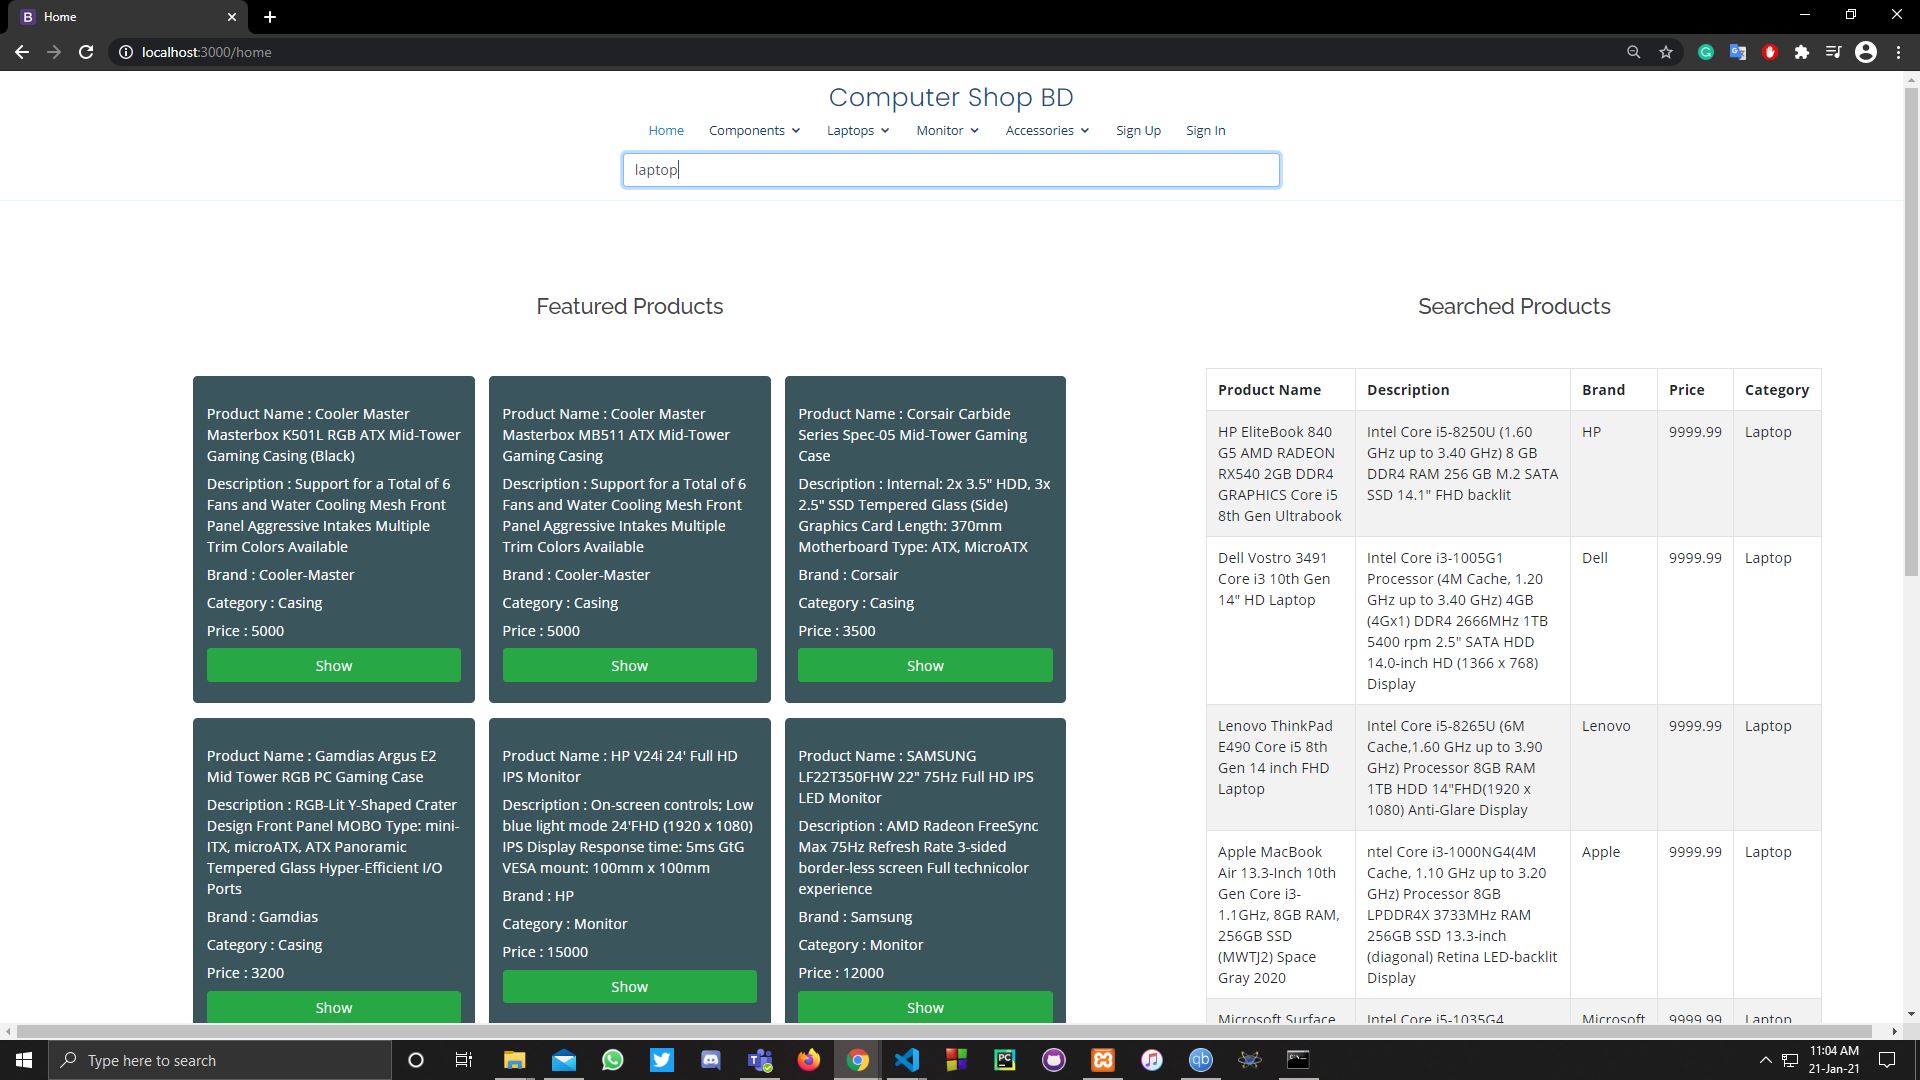 Home
localhost:3000/home
Computer Shop BD
Home Components Laptops Monitor Accessories Sign Up Sign In
laptop
Featured Products
Product Name : Cooler Master
Masterbox K501L RGB ATX Mid-Tower
Gaming Casing (Black)
Description : Support for a Total of 6
Fans and Water Cooling Mesh Front
Panel Aggressive Intakes Multiple
Trim Colors Available
Brand : Cooler-Master
Category : Casing
Price : 5000
Show
Product Name : Cooler Master
Masterbox MB511 ATX Mid-Tower
Gaming Casing
Description : Support for a Total of 6
Fans and Water Cooling Mesh Front
Panel Aggressive Intakes Multiple
Trim Colors Available
Brand : Cooler-Master
Category : Casing
Price : 5000
Show
Product Name : Corsair Carbide
Series Spec-05 Mid-Tower Gaming
Case
Description : Internal: 2x 3.5" HDD, 3x
2.5" SSD Tempered Glass (Side)
Graphics Card Length: 370mm
Motherboard Type: ATX, MicroATX
Brand : Corsair
Category : Casing
Price : 3500
Show
Product Name : Gamdias Argus E2
Mid Tower RGB PC Gaming Case
Description : RGB-Lit Y-Shaped Crater
Design Front Panel MOBO Type: mini-
ITX, microATX, ATX Panoramic
Tempered Glass Hyper-Efficient I/O
Ports
Brand : Gamdias
Category : Casing
Price : 3200
Show
Product Name : HP V24i 24' Full HD
IPS Monitor
Description : On-screen controls; Low
blue light mode 24'FHD (1920 x 1080)
IPS Display Response time: 5ms GtG
VESA mount: 100mm x 100mm
Brand : HP
Category : Monitor
Price : 15000
Show
Product Name : SAMSUNG
LF22T350FHW 22" 75Hz Full HD IPS
LED Monitor
Description : AMD Radeon FreeSync
Max 75Hz Refresh Rate 3-sided
border-less screen Full technicolor
experience
Brand : Samsung
Category : Monitor
Price : 12000
Show
Searched Products
Product Name Description Brand Price Category
HP EliteBook 840
G5 AMD RADEON
RX540 2GB DDR4
GRAPHICS Core i5
8th Gen Ultrabook
Intel Core i5-8250U (1.60
GHz up to 3.40 GHz) 8 GB
DDR4 RAM 256 GB M.2 SATA
SSD 14.1" FHD backlit
HP
9999.99
Laptop
Dell Vostro 3491
Core i3 10th Gen
14" HD Laptop
Intel Core i3-1005G1
Processor (4M Cache, 1.20
GHz up to 3.40 GHz) 4GB
(4Gx1) DDR4 2666MHz 1TB
5400 rpm 2.5" SATA HDD
14.0-inch HD (1366 x 768)
Display
Dell
9999.99
Laptop
Lenovo ThinkPad
E490 Core i5 8th
Gen 14 inch FHD
Laptop
Intel Core i5-8265U (6M
Cache,1.60 GHz up to 3.90
GHz) Processor 8GB RAM
1TB HDD 14"FHD(1920 x
1080) Anti-Glare Display
Lenovo
9999.99
Laptop
Apple MacBook
Air 13.3-Inch 10th
Gen Core i3-
1.1GHz, 8GB RAM,
256GB SSD
(MWTJ2) Space
Gray 2020
ntel Core i3-1000NG4(4M
Cache, 1.10 GHz up to 3.20
GHz) Processor 8GB
LPDDR4X 3733MHz RAM
256GB SSD 13.3-inch
(diagonal) Retina LED-backlit
Display
Apple
9999.99
Laptop
Microsoft Surface
Intel Core i5-1035G4
Microsoft
9999.99
Laptop
Type here to search
11:04 AM
21-Jan-21